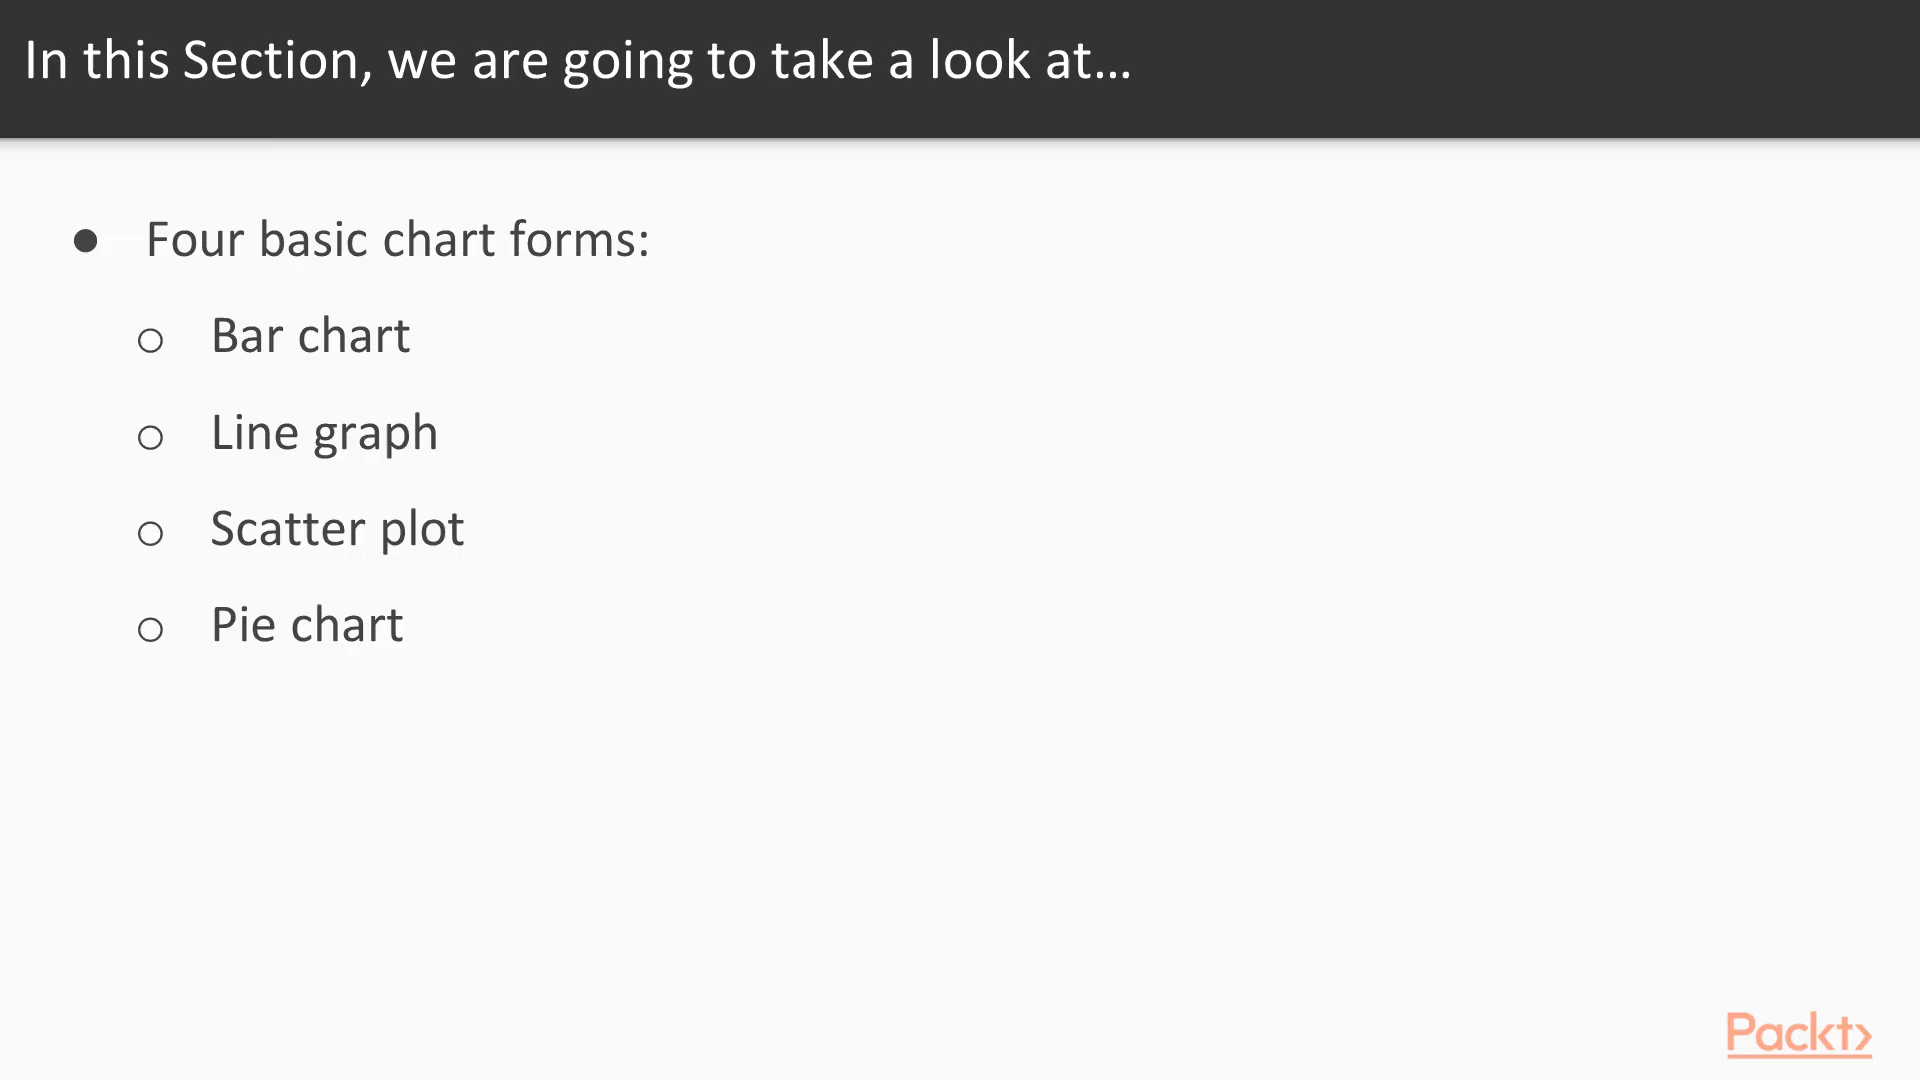 In this Section, we are going to take a look at...
● Four basic chart forms:
○ Bar chart
○ Line graph
○ Scatter plot
○ Pie chart
Packt>